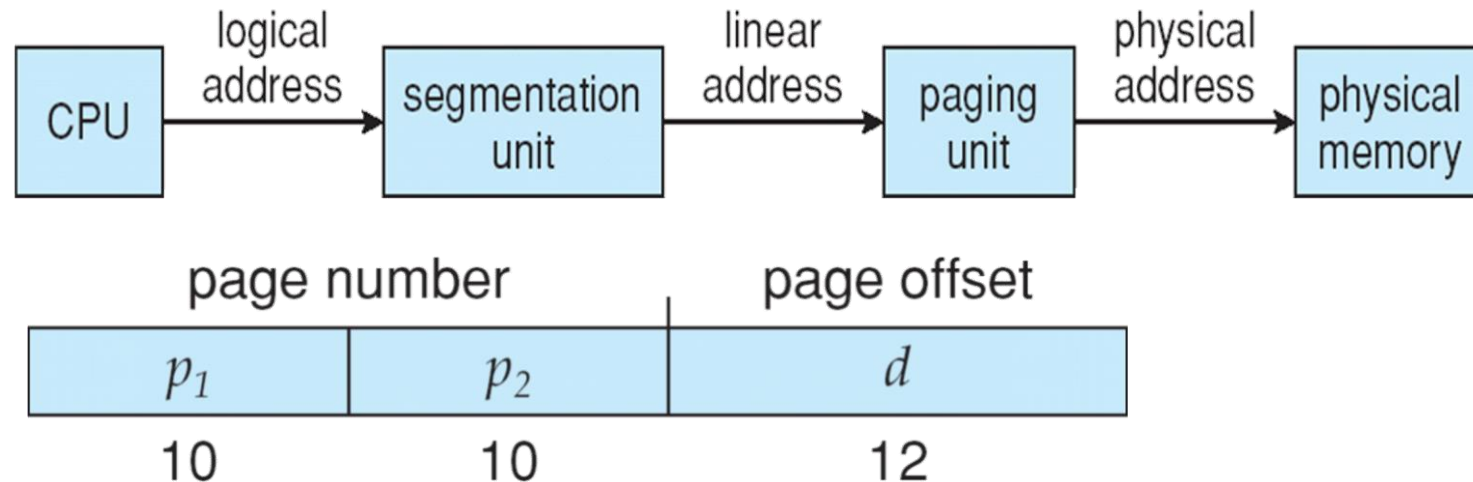 logical
address
linear
address
physical
address
CPU
segmentation
unit
paging
unit
physical
memory
page number
page offset
p1
p2
d
10
10
12